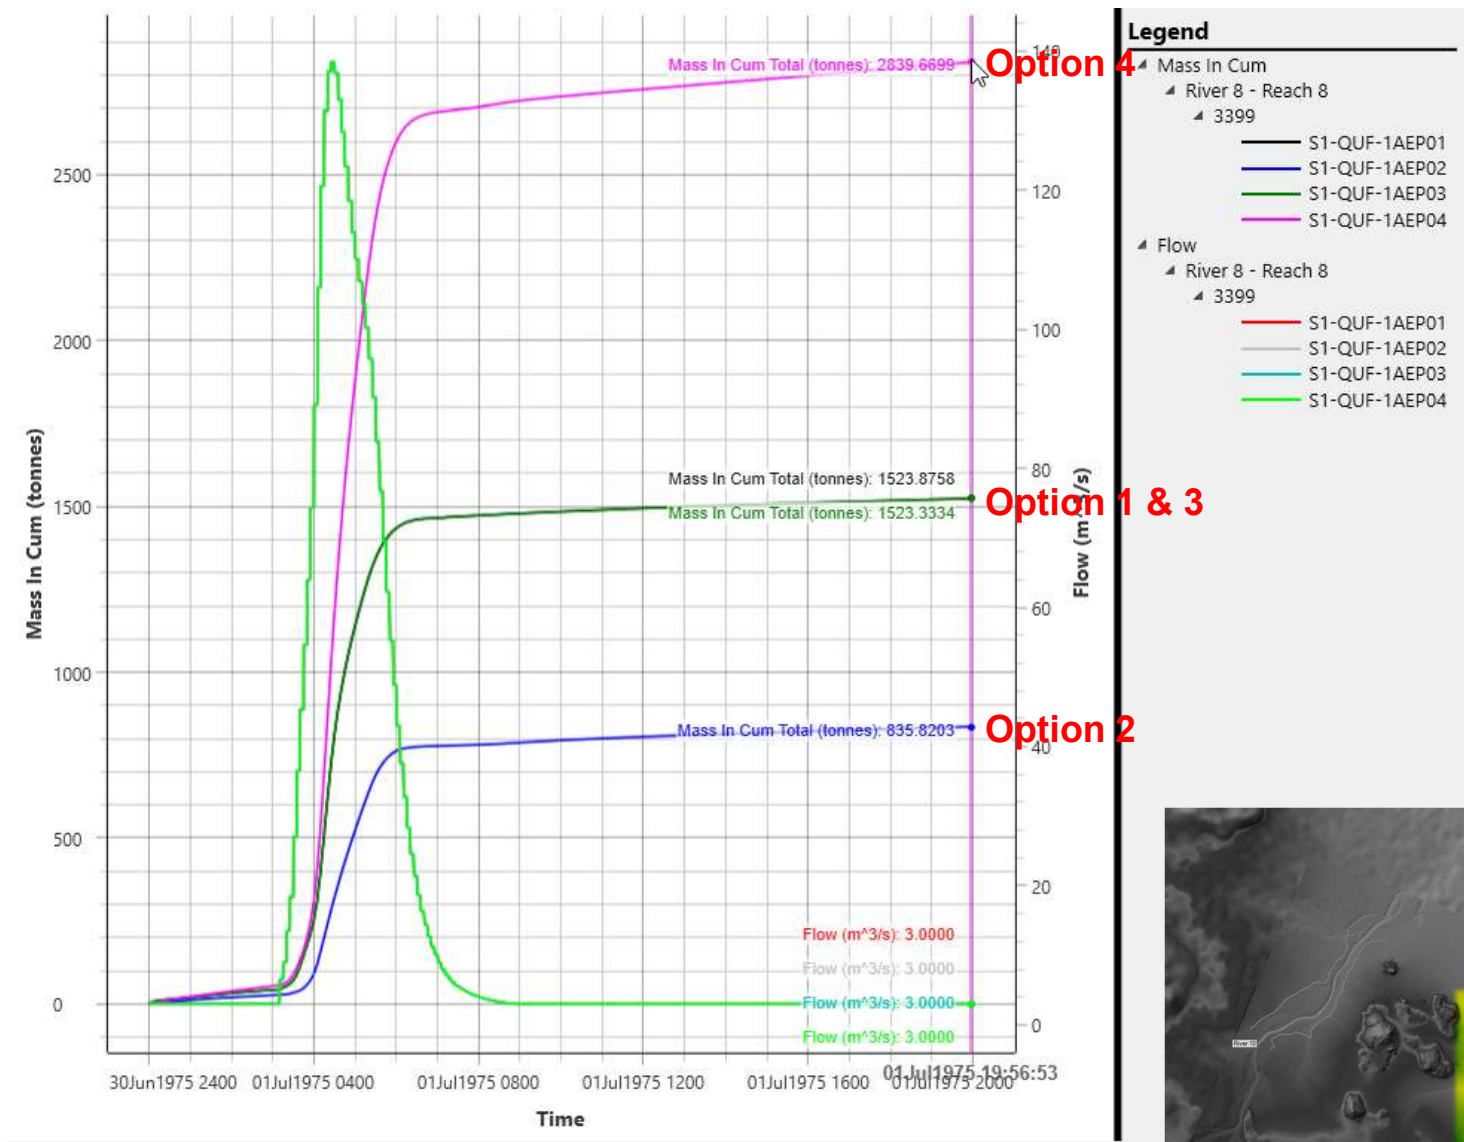 Mass In Cum (tonnes)
2500
2000
1500
1000
500
0
Mass In Cum Total (tonnes): 2839.6699
Option 4
Mass In Cum Total (tonnes): 1523.8758
Mass In Cum Total (tonnes): 1523.3334
Option 1 & 3
Mass In Cum Total (tonnes): 835.8203
Option 2
Flow (m^3/s): 3.0000
Flow (m^3/s): 3.0000
Flow (m^3/s): 3.0000
Flow (m^3/s): 3.0000
140
120
100
80
60
40
20
0
Flow (m^3/s)
30Jun1975 2400
01Jul1975 0400
01Jul1975 0800
01Jul1975 1200
01Jul1975 1600
01Jul1975 2000
01Jul1975 19:56:53
Time
Legend
Mass In Cum
River 8 - Reach 8
3399
S1-QUF-1AEP01
S1-QUF-1AEP02
S1-QUF-1AEP03
S1-QUF-1AEP04
Flow
River 8 - Reach 8
3399
S1-QUF-1AEP01
S1-QUF-1AEP02
S1-QUF-1AEP03
S1-QUF-1AEP04
River 10